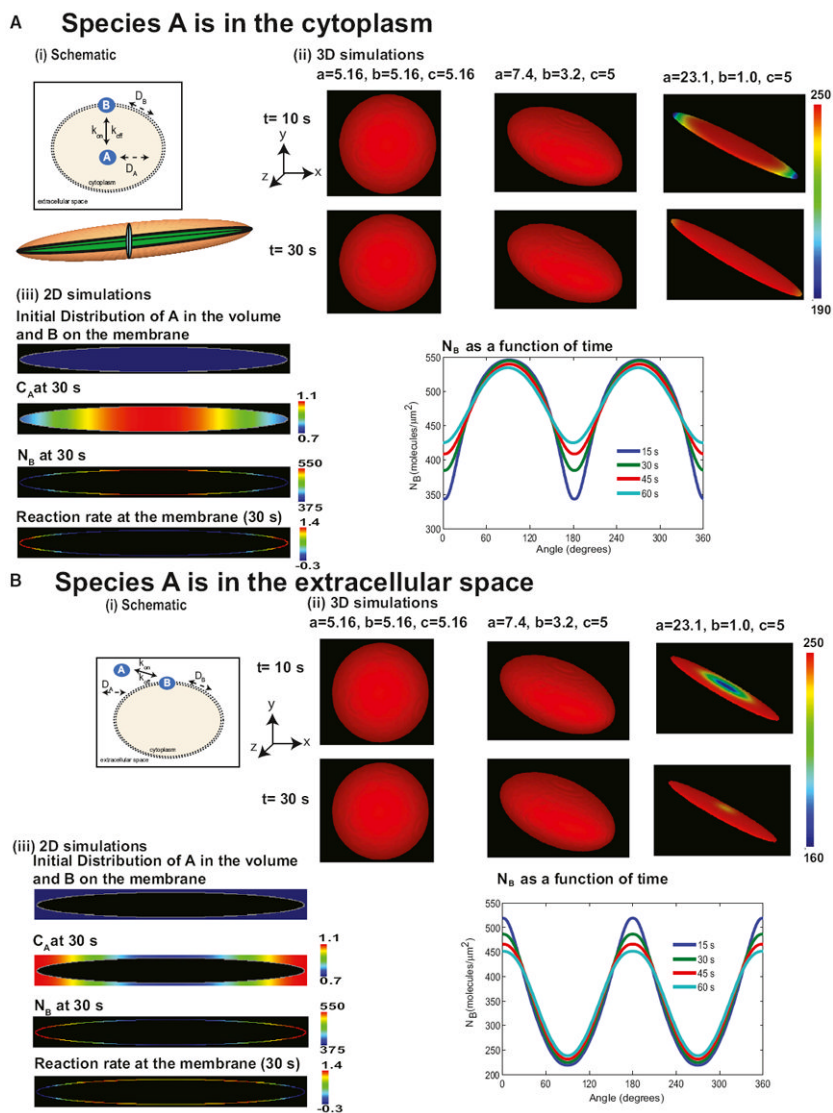 A Species A is in the cytoplasm
(i) Schematic
B
D_B
k_on k_off
A
D_A
cytoplasm
extracellular space
(ii) 3D simulations
a=5.16, b=5.16, c=5.16 a=7.4, b=3.2, c=5 a=23.1, b=1.0, c=5
t= 10 s
y
z x
t= 30 s
250
190
(iii) 2D simulations
Initial Distribution of A in the volume
and B on the membrane
C_A at 30 s
1.1
0.7
N_B at 30 s
550
375
Reaction rate at the membrane (30 s)
1.4
-0.3
N_B as a function of time
N_B (molecules/μm²)
550
500
450
400
350
300
15 s
30 s
45 s
60 s
0 60 120 180 240 300 360
Angle (degrees)
B Species A is in the extracellular space
(i) Schematic
A
k_on
k
D_A
B
D_B
cytoplasm
extracellular space
(ii) 3D simulations
a=5.16, b=5.16, c=5.16 a=7.4, b=3.2, c=5 a=23.1, b=1.0, c=5
t= 10 s
y
z x
t= 30 s
250
160
(iii) 2D simulations
Initial Distribution of A in the volume
and B on the membrane
C_A at 30 s
1.1
0.7
N_B at 30 s
550
375
Reaction rate at the membrane (30 s)
1.4
-0.3
N_B as a function of time
N_B (molecules/μm²)
550
500
450
400
350
300
250
200
15 s
30 s
45 s
60 s
0 60 120 180 240 300 360
Angle (degrees)